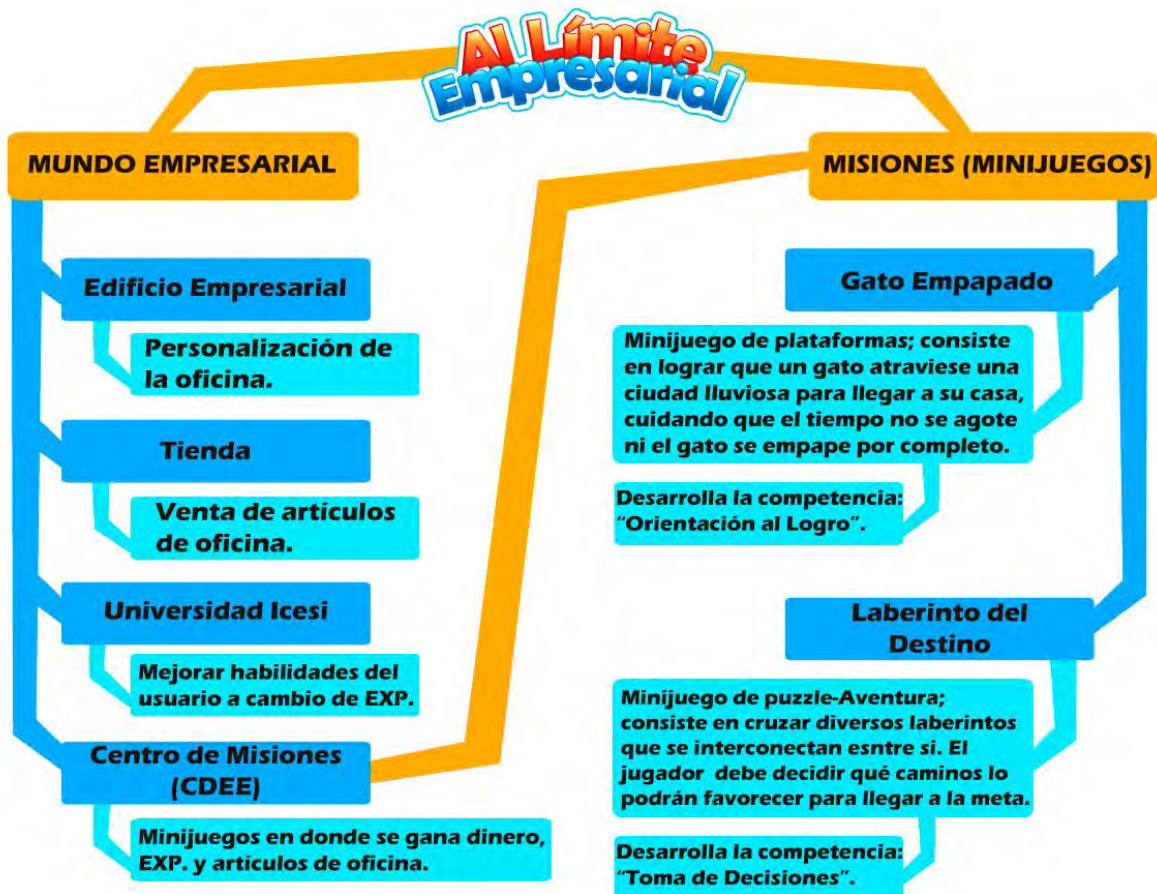 Al Límite
Empresarial
MUNDO EMPRESARIAL
Edificio Empresarial
Personalización de
la oficina.
Tienda
Venta de artículos
de oficina.
Universidad Icesi
Mejorar habilidades del
usuario a cambio de EXP.
Centro de Misiones
(CDEE)
Minijuegos en donde se gana dinero,
EXP. y artículos de oficina.
MISIONES (MINIJUEGOS)
Gato Empapado
Minijuego de plataformas; consiste
en lograr que un gato atraviese una
ciudad lluviosa para llegar a su casa,
cuidando que el tiempo no se agote
ni el gato se empape por completo.
Desarrolla la competencia:
“Orientación al Logro”.
Laberinto del
Destino
Minijuego de puzzle-Aventura;
consiste en cruzar diversos laberintos
que se interconectan esntre si. El
jugador debe decidir qué caminos lo
podrán favorecer para llegar a la meta.
Desarrolla la competencia:
“Toma de Decisiones”.